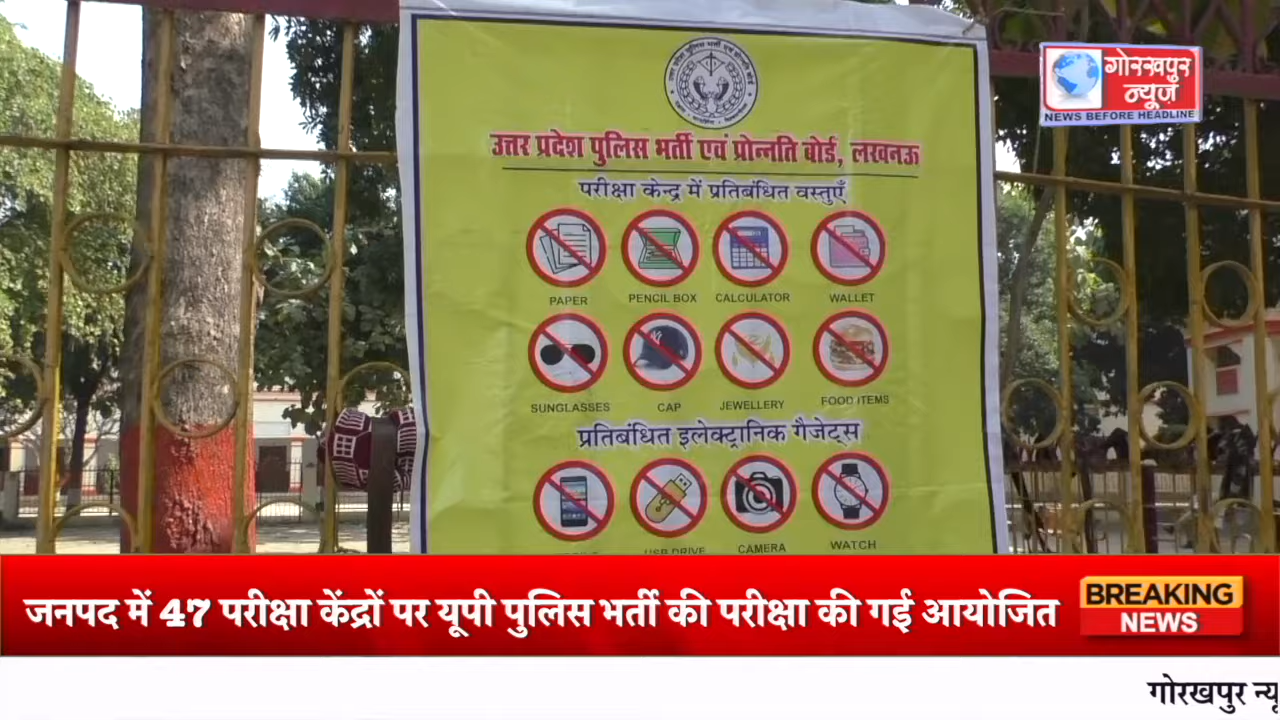 उत्तर प्रदेश पुलिस भर्ती एवं प्रोन्नति बोर्ड, लखनऊ
गोरखपुर
न्यूज़
NEWS BEFORE HEADLINE
परीक्षा केन्द्र में प्रतिबंधित वस्तुएँ
PAPER PENCIL BOX CALCULATOR WALLET
SUNGLASSES CAP JEWELLERY FOOD ITEMS
प्रतिबंधित इलेक्ट्रानिक गैजेट्स
USB DRIVE CAMERA WATCH
जनपद में 47 परीक्षा केंद्रों पर यूपी पुलिस भर्ती की परीक्षा की गई आयोजित
BREAKING
NEWS
गोरखपुर न्यू